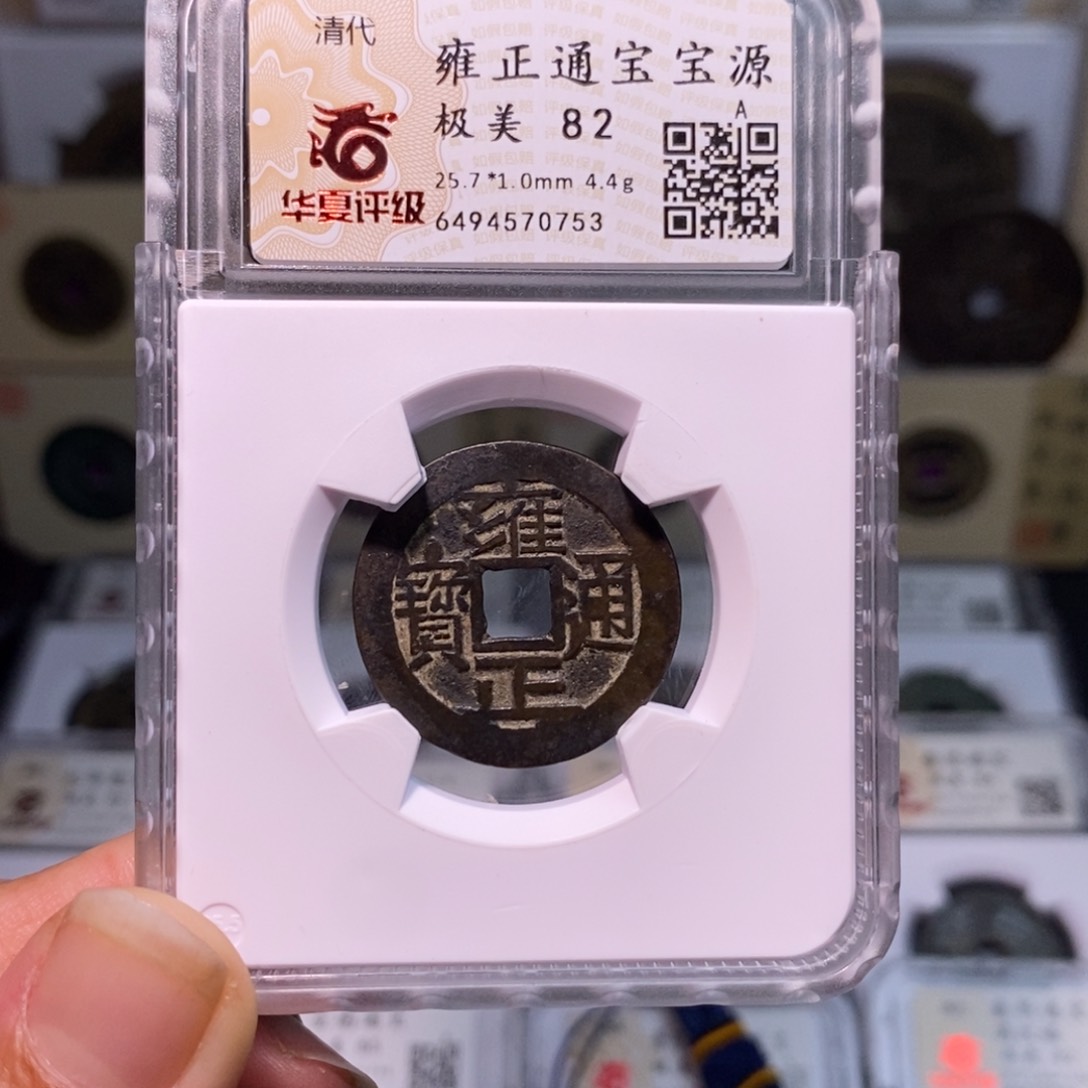 清代
华夏评级
雍正通宝宝源
A
极美 82
25.7*1.0mm 4.4g
6494570753
雍
寶 通
正